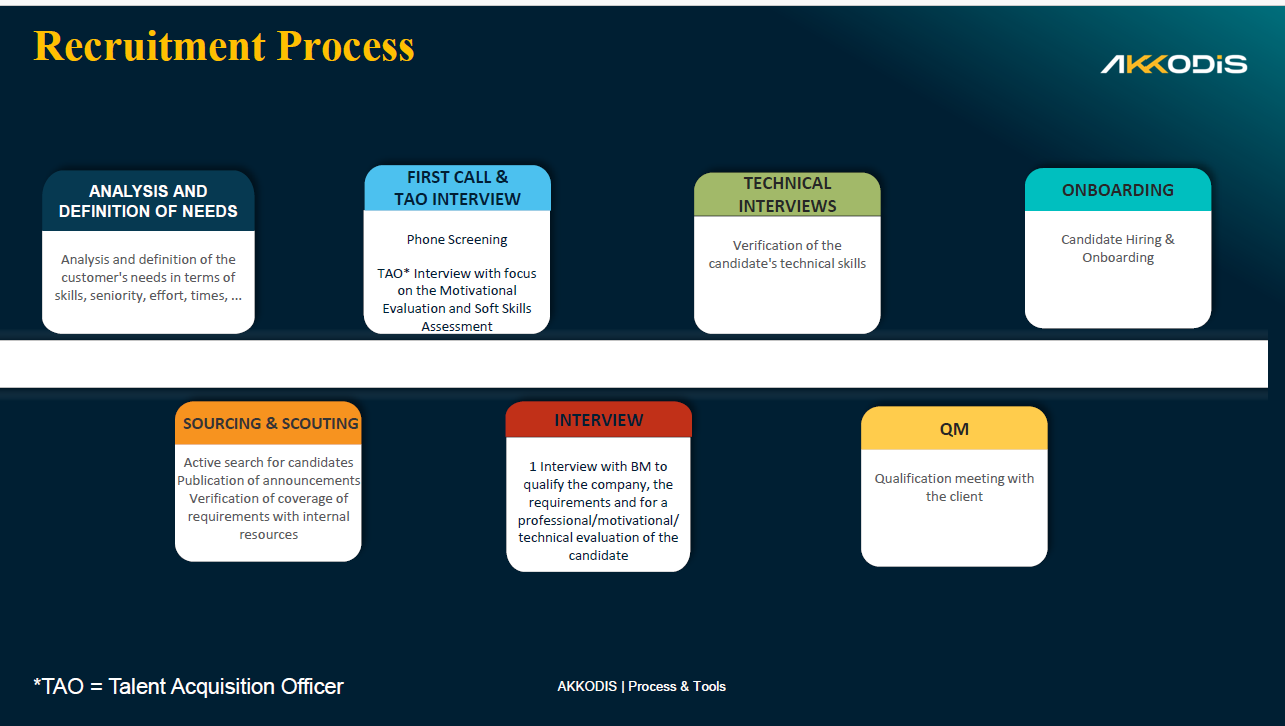 Recruitment Process
AKKODiS
ANALYSIS AND
DEFINITION OF NEEDS
Analysis and definition of the
customer's needs in terms of
skills, seniority, effort, times, ...
FIRST CALL &
TAO INTERVIEW
Phone Screening
TAO* Interview with focus
on the Motivational
Evaluation and Soft Skills
Assessment
TECHNICAL
INTERVIEWS
Verification of the
candidate's technical skills
ONBOARDING
Candidate Hiring &
Onboarding
SOURCING & SCOUTING
Active search for candidates
Publication of announcements
Verification of coverage of
requirements with internal
resources
INTERVIEW
1 Interview with BM to
qualify the company, the
requirements and for a
professional/motivational/
technical evaluation of the
candidate
QM
Qualification meeting with
the client
*TAO = Talent Acquisition Officer
AKKODIS | Process & Tools